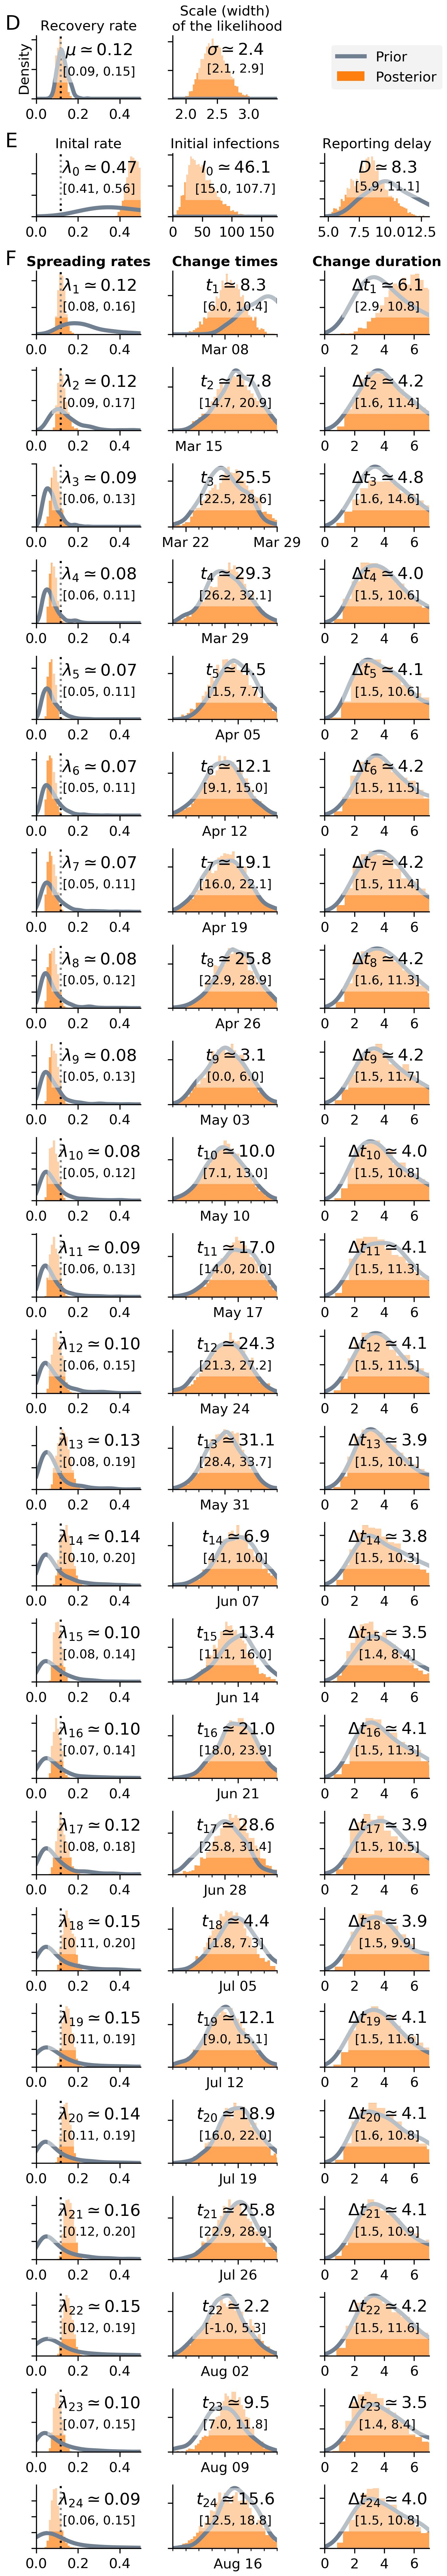 D
Recovery rate
Scale (width)
of the likelihood
Density
μ ≃ 0.12
[0.09, 0.15]
σ ≃ 2.4
[2.1, 2.9]
Prior
Posterior
0.0 0.2 0.4
2.0 2.5 3.0
E
Inital rate
Initial infections
Reporting delay
λ0 ≃ 0.47
[0.41, 0.56]
I0 ≃ 46.1
[15.0, 107.7]
D ≃ 8.3
[5.9, 11.1]
0.0 0.2 0.4
0 50 100 150
5.0 7.5 10.0 12.5
F
Spreading rates
Change times
Change duration
λ1 ≃ 0.12
[0.08, 0.16]
t1 ≃ 8.3
[6.0, 10.4]
Δt1 ≃ 6.1
[2.9, 10.8]
0.0 0.2 0.4
Mar 08
4 6
λ2 ≃ 0.12
[0.09, 0.17]
t2 ≃ 17.8
[14.7, 20.9]
Δt2 ≃ 4.2
[1.6, 11.4]
0.0 0.2 0.4
Mar 15
0 2 4 6
λ3 ≃ 0.09
[0.06, 0.13]
t3 ≃ 25.5
[22.5, 28.6]
Δt3 ≃ 4.8
[1.6, 14.6]
0.0 0.2 0.4
Mar 22 Mar 29
0 2 4 6
λ4 ≃ 0.08
[0.06, 0.11]
t4 ≃ 29.3
[26.2, 32.1]
Δt4 ≃ 4.0
[1.5, 10.6]
0.0 0.2 0.4
Mar 29
0 2 4 6
λ5 ≃ 0.07
[0.05, 0.11]
t5 ≃ 4.5
[1.5, 7.7]
Δt5 ≃ 4.1
[1.5, 10.6]
0.0 0.2 0.4
Apr 05
0 2 4 6
λ6 ≃ 0.07
[0.05, 0.11]
t6 ≃ 12.1
[9.1, 15.0]
Δt6 ≃ 4.2
[1.5, 11.5]
0.0 0.2 0.4
Apr 12
0 2 4 6
λ7 ≃ 0.07
[0.05, 0.11]
t7 ≃ 19.1
[16.0, 22.1]
Δt7 ≃ 4.2
[1.5, 11.4]
0.0 0.2 0.4
Apr 19
0 2 4 6
λ8 ≃ 0.08
[0.05, 0.12]
t8 ≃ 25.8
[22.9, 28.9]
Δt8 ≃ 4.2
[1.6, 11.3]
0.0 0.2 0.4
Apr 26
0 2 4 6
λ9 ≃ 0.08
[0.05, 0.13]
t9 ≃ 3.1
[0.0, 6.0]
Δt9 ≃ 4.2
[1.5, 11.7]
0.0 0.2 0.4
May 03
0 2 4 6
λ10 ≃ 0.08
[0.05, 0.12]
t10 ≃ 10.0
[7.1, 13.0]
Δt10 ≃ 4.0
[1.5, 10.8]
0.0 0.2 0.4
May 10
0 2 4 6
λ11 ≃ 0.09
[0.06, 0.13]
t11 ≃ 17.0
[14.0, 20.0]
Δt11 ≃ 4.1
[1.5, 11.3]
0.0 0.2 0.4
May 17
0 2 4 6
λ12 ≃ 0.10
[0.06, 0.15]
t12 ≃ 24.3
[21.3, 27.2]
Δt12 ≃ 4.1
[1.5, 11.5]
0.0 0.2 0.4
May 24
0 2 4 6
λ13 ≃ 0.13
[0.08, 0.19]
t13 ≃ 31.1
[28.4, 33.7]
Δt13 ≃ 3.9
[1.5, 10.1]
0.0 0.2 0.4
May 31
0 2 4 6
λ14 ≃ 0.14
[0.10, 0.20]
t14 ≃ 6.9
[4.1, 10.0]
Δt14 ≃ 3.8
[1.5, 10.3]
0.0 0.2 0.4
Jun 07
0 2 4 6
λ15 ≃ 0.10
[0.08, 0.14]
t15 ≃ 13.4
[11.1, 16.0]
Δt15 ≃ 3.5
[1.4, 8.4]
0.0 0.2 0.4
Jun 14
0 2 4 6
λ16 ≃ 0.10
[0.07, 0.14]
t16 ≃ 21.0
[18.0, 23.9]
Δt16 ≃ 4.1
[1.5, 11.3]
0.0 0.2 0.4
Jun 21
0 2 4 6
λ17 ≃ 0.12
[0.08, 0.18]
t17 ≃ 28.6
[25.8, 31.4]
Δt17 ≃ 3.9
[1.5, 10.5]
0.0 0.2 0.4
Jun 28
0 2 4 6
λ18 ≃ 0.15
[0.11, 0.20]
t18 ≃ 4.4
[1.8, 7.3]
Δt18 ≃ 3.9
[1.5, 9.9]
0.0 0.2 0.4
Jul 05
0 2 4 6
λ19 ≃ 0.15
[0.11, 0.19]
t19 ≃ 12.1
[9.0, 15.1]
Δt19 ≃ 4.1
[1.5, 11.6]
0.0 0.2 0.4
Jul 12
0 2 4 6
λ20 ≃ 0.14
[0.11, 0.19]
t20 ≃ 18.9
[16.0, 22.0]
Δt20 ≃ 4.1
[1.6, 10.8]
0.0 0.2 0.4
Jul 19
0 2 4 6
λ21 ≃ 0.16
[0.12, 0.20]
t21 ≃ 25.8
[22.9, 28.9]
Δt21 ≃ 4.1
[1.5, 10.9]
0.0 0.2 0.4
Jul 26
0 2 4 6
λ22 ≃ 0.15
[0.12, 0.19]
t22 ≃ 2.2
[-1.0, 5.3]
Δt22 ≃ 4.2
[1.5, 11.6]
0.0 0.2 0.4
Aug 02
0 2 4 6
λ23 ≃ 0.10
[0.07, 0.15]
t23 ≃ 9.5
[7.0, 11.8]
Δt23 ≃ 3.5
[1.4, 8.4]
0.0 0.2 0.4
Aug 09
0 2 4 6
λ24 ≃ 0.09
[0.06, 0.15]
t24 ≃ 15.6
[12.5, 18.8]
Δt24 ≃ 4.0
[1.5, 10.8]
0.0 0.2 0.4
Aug 16
0 2 4 6